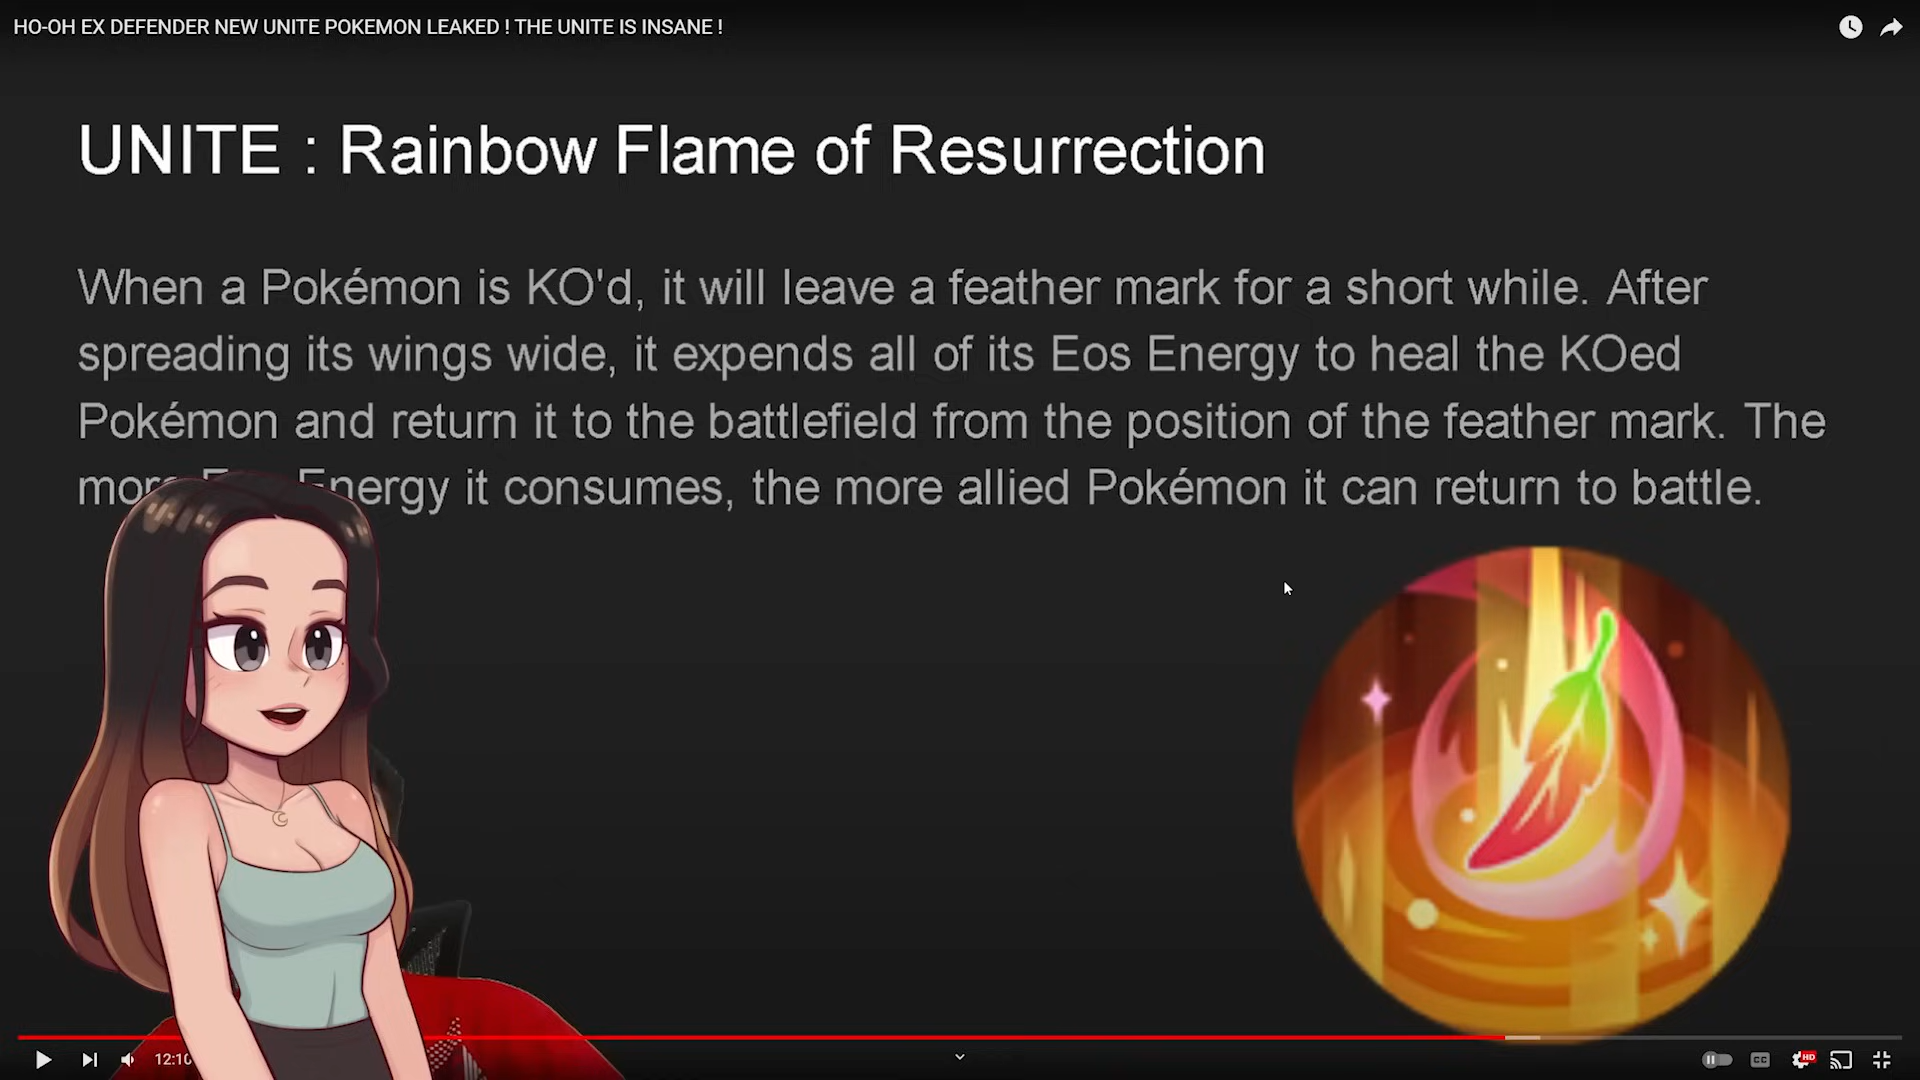 HO-OH EX DEFENDER NEW UNITE POKEMON LEAKED ! THE UNITE IS INSANE !
UNITE : Rainbow Flame of Resurrection
When a Pokémon is KO'd, it will leave a feather mark for a short while. After
spreading its wings wide, it expends all of its Eos Energy to heal the KOed
Pokémon and return it to the battlefield from the position of the feather mark. The
more Energy it consumes, the more allied Pokémon it can return to battle.
12:10
CC
HD